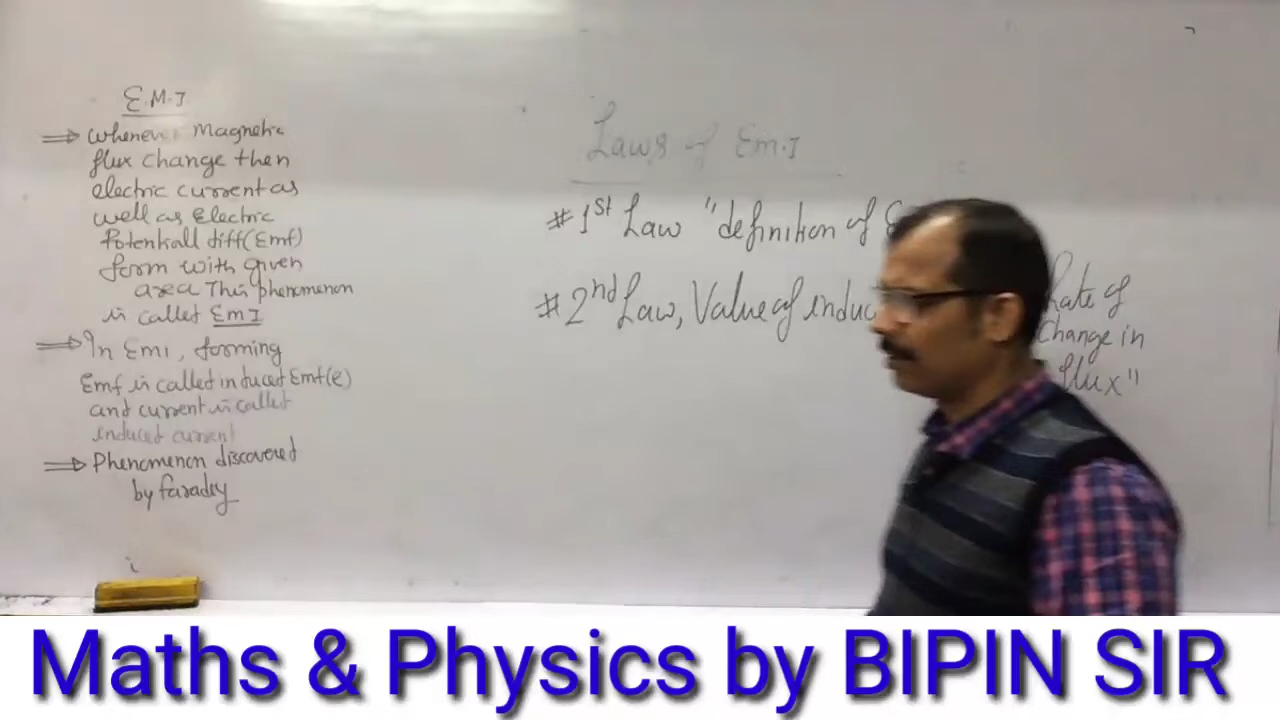 E.M.I
⇒ Whenever Magnetic
flux change then
electric current as
well as Electric
Potentiall diff(Emf)
form with given
area This phenomenon
is called EmI
⇒ In EmI, forming
Emf is called induced Emf(e)
and current is called
induced current
⇒ Phenomenon discovered
by faradey
Laws of Em.I
#1st Law "definition of E
#2nd Law, Value of induc
Rate of
Change in
flux"
Maths & Physics by BIPIN SIR